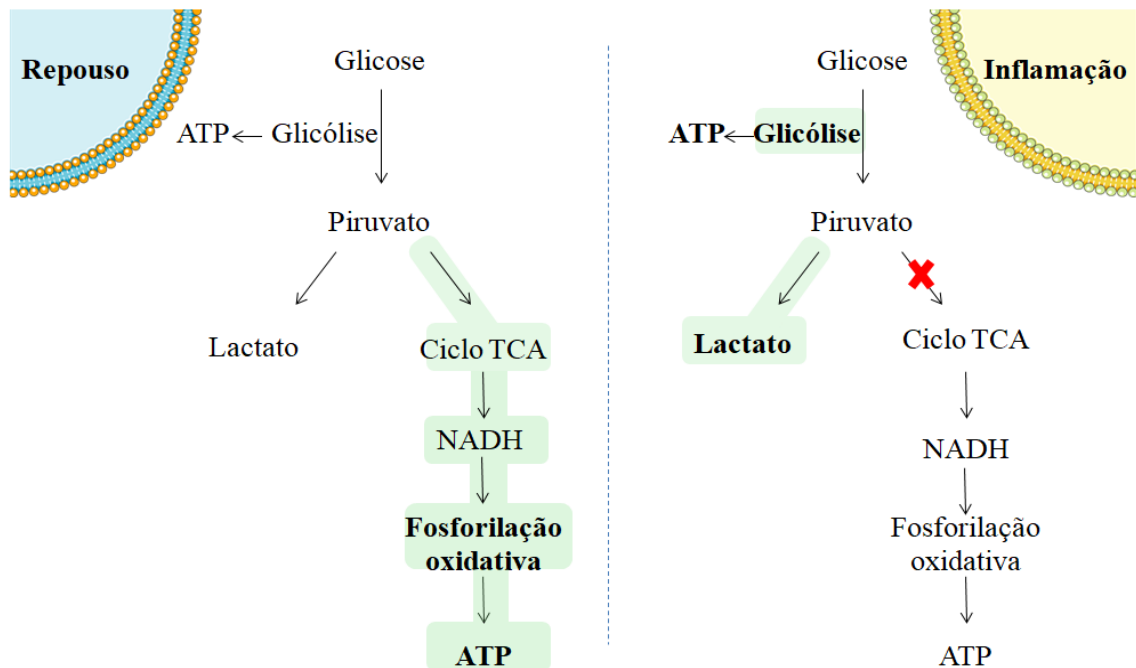 Repouso
Glicose
ATP Glicólise
Piruvato
Lactato
Ciclo TCA
NADH
Fosforilação
oxidativa
ATP
Inflamação
Glicose
ATP Glicólise
Piruvato
Lactato
Ciclo TCA
NADH
Fosforilação
oxidativa
ATP